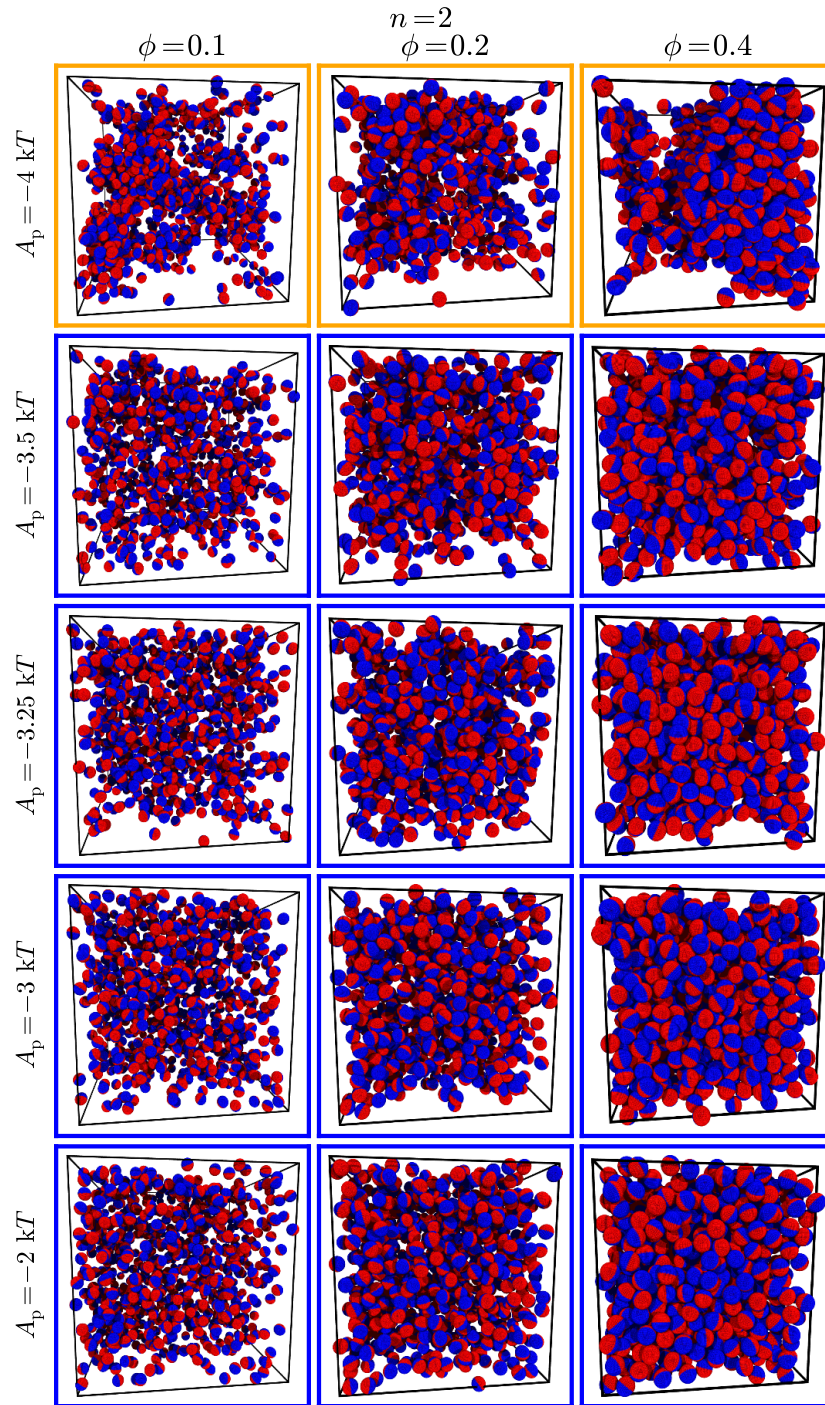 n=2
ϕ=0.1 ϕ=0.2 ϕ=0.4
A_p=−4 kT
A_p=−3.5 kT
A_p=−3.25 kT
A_p=−3 kT
A_p=−2 kT